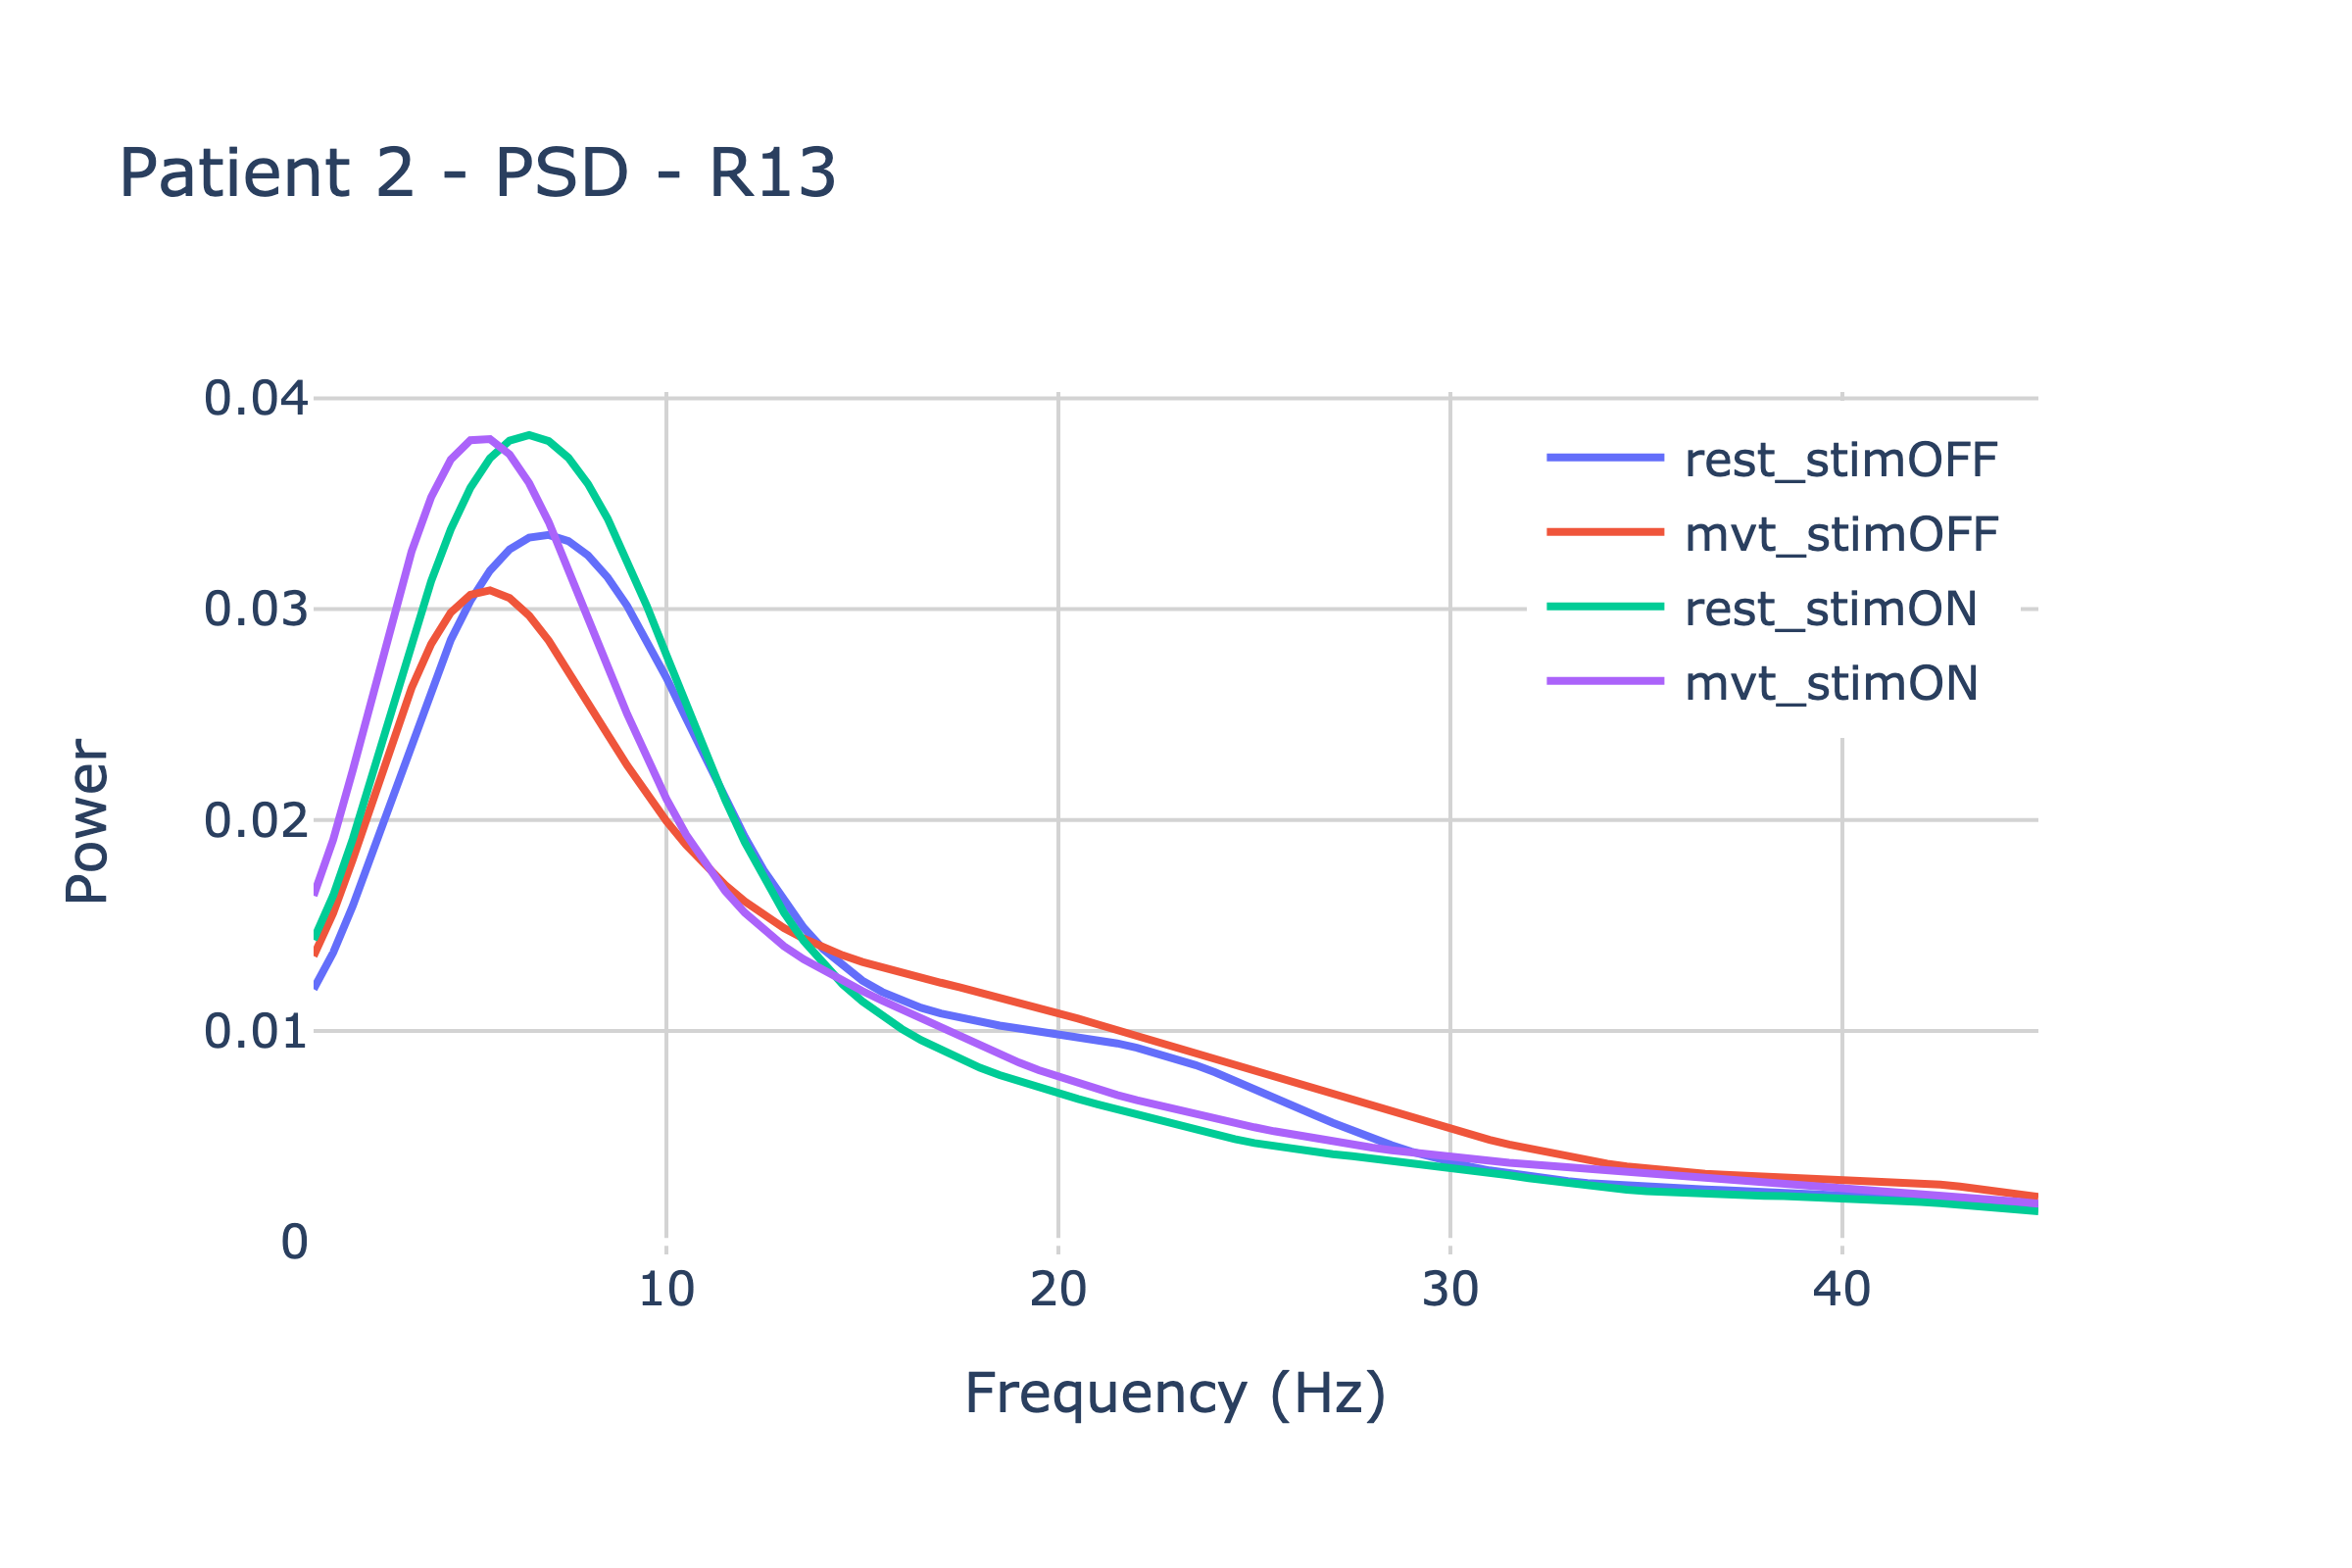 Patient 2 - PSD - R13
0.04
0.03
0.02
0.01
0
Power
10 20 30 40
Frequency (Hz)
rest_stimOFF
mvt_stimOFF
rest_stimON
mvt_stimON